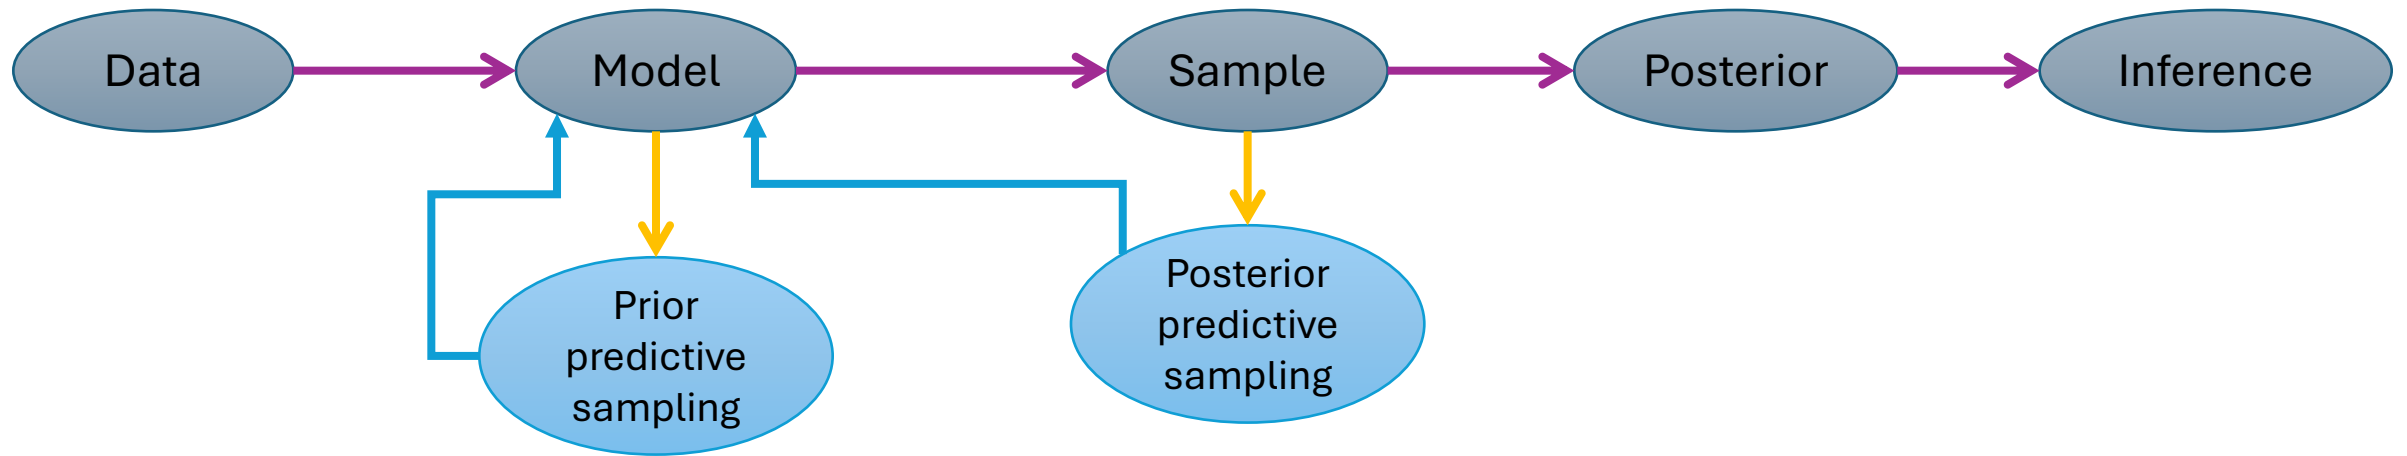 Data
Model
Sample
Posterior
Inference
Prior
predictive
sampling
Posterior
predictive
sampling